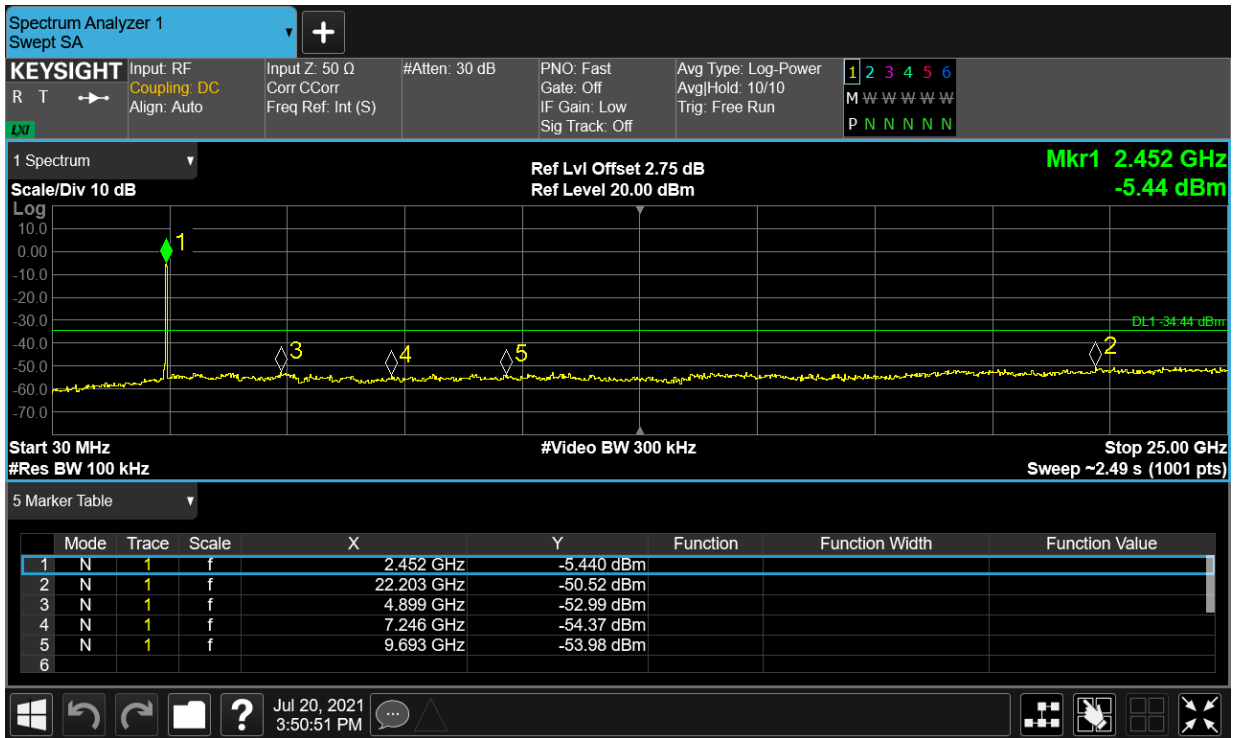 Spectrum Analyzer 1
Swept SA
KEYSIGHT
R T
LXI
Input: RF
Coupling: DC
Align: Auto
Input Z: 50 Ω
Corr CCorr
Freq Ref: Int (S)
#Atten: 30 dB
PNO: Fast
Gate: Off
IF Gain: Low
Sig Track: Off
Avg Type: Log-Power
Avg|Hold: 10/10
Trig: Free Run
1 2 3 4 5 6
M W W W W W
P N N N N N
1 Spectrum
Scale/Div 10 dB
Ref Lvl Offset 2.75 dB
Ref Level 20.00 dBm
Mkr1 2.452 GHz
-5.44 dBm
Log
10.0
0.00
-10.0
-20.0
-30.0
-40.0
-50.0
-60.0
-70.0
1
3
4
5
2
DL1 -34.44 dBm
Start 30 MHz
#Video BW 300 kHz
Stop 25.00 GHz
#Res BW 100 kHz
Sweep ~2.49 s (1001 pts)
5 Marker Table
Mode Trace Scale X Y Function Function Width Function Value
1 N 1 f 2.452 GHz -5.440 dBm
2 N 1 f 22.203 GHz -50.52 dBm
3 N 1 f 4.899 GHz -52.99 dBm
4 N 1 f 7.246 GHz -54.37 dBm
5 N 1 f 9.693 GHz -53.98 dBm
6
?
Jul 20, 2021
3:50:51 PM